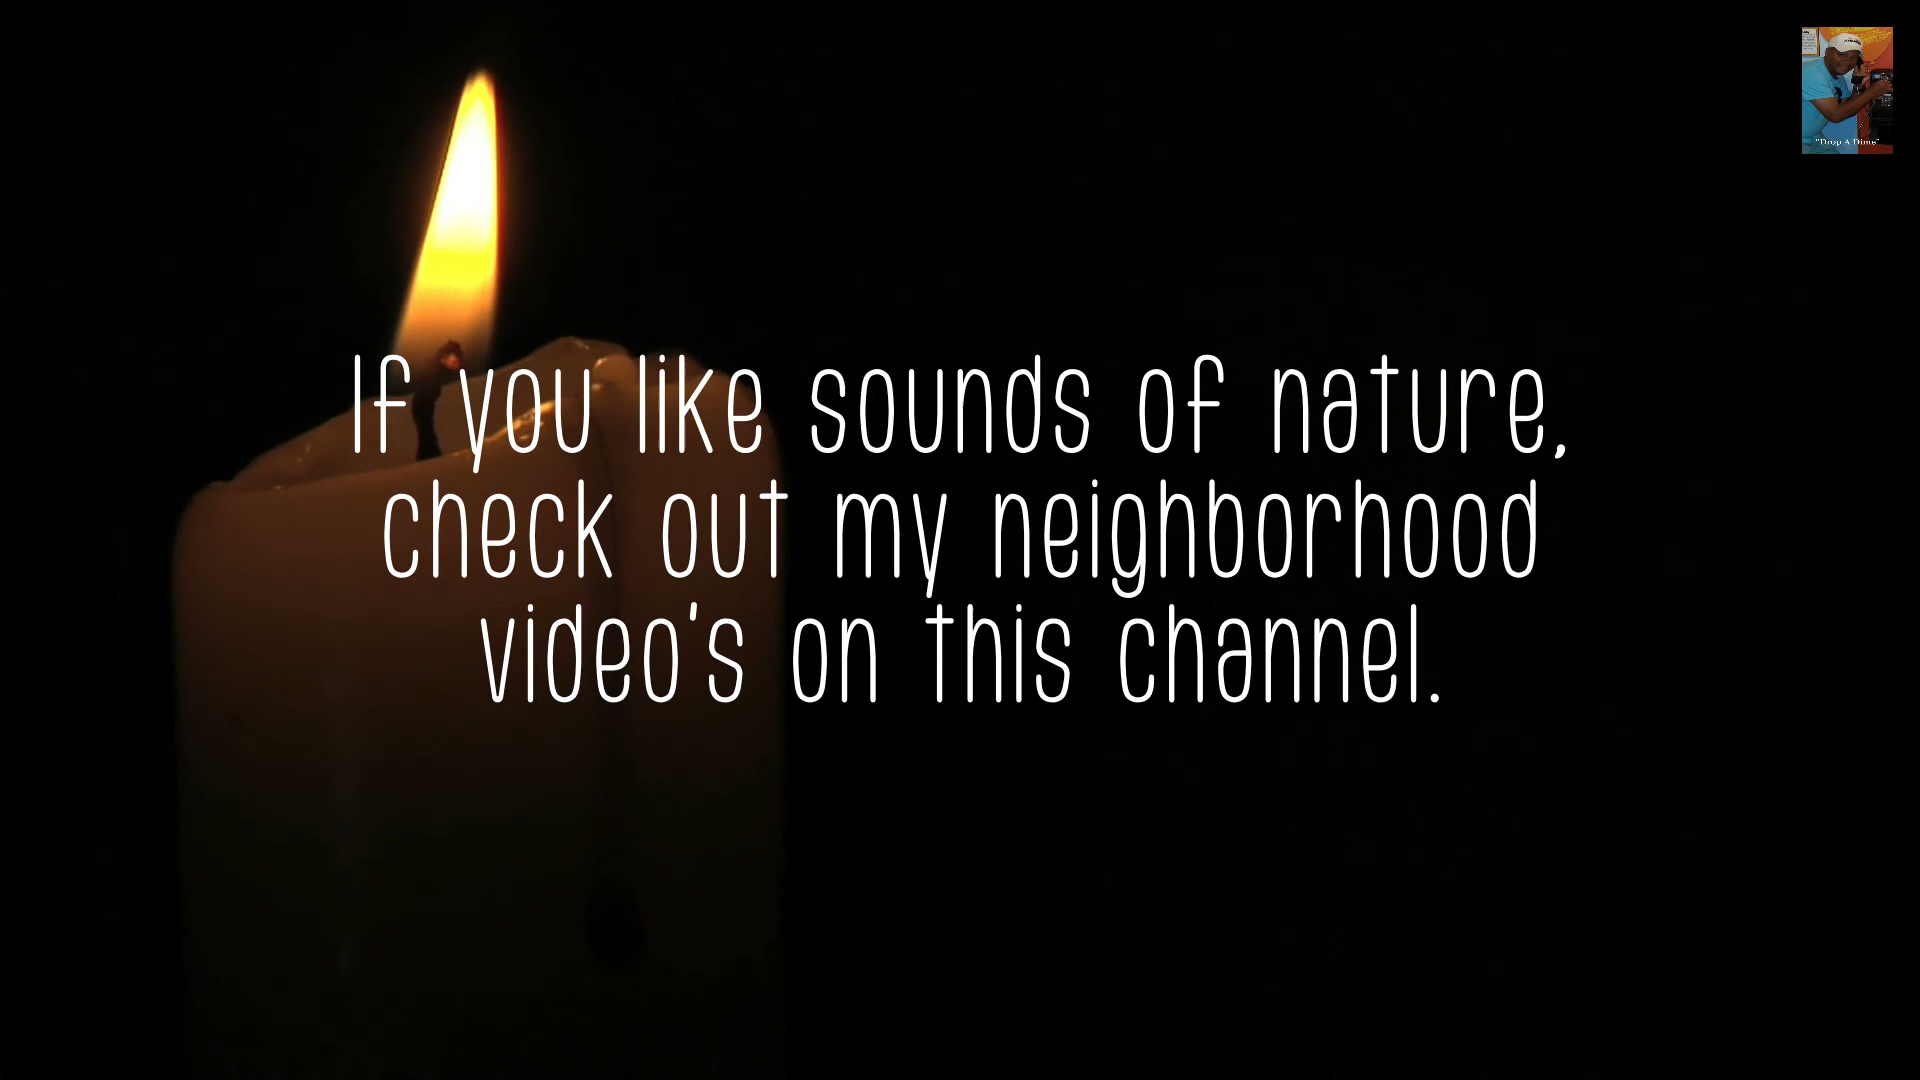 If you like sounds of nature,
check out my neighborhood
video's on this channel.
"Drop A Dime"